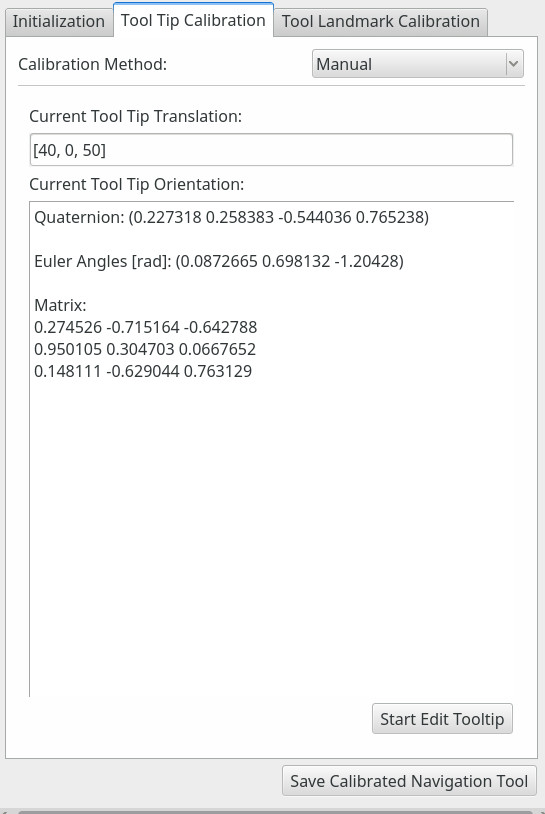 Initialization Tool Tip Calibration Tool Landmark Calibration
Calibration Method: Manual
Current Tool Tip Translation:
[40, 0, 50]
Current Tool Tip Orientation:
Quaternion: (0.227318 0.258383 -0.544036 0.765238)
Euler Angles [rad]: (0.0872665 0.698132 -1.20428)
Matrix:
0.274526 -0.715164 -0.642788
0.950105 0.304703 0.0667652
0.148111 -0.629044 0.763129
Start Edit Tooltip
Save Calibrated Navigation Tool